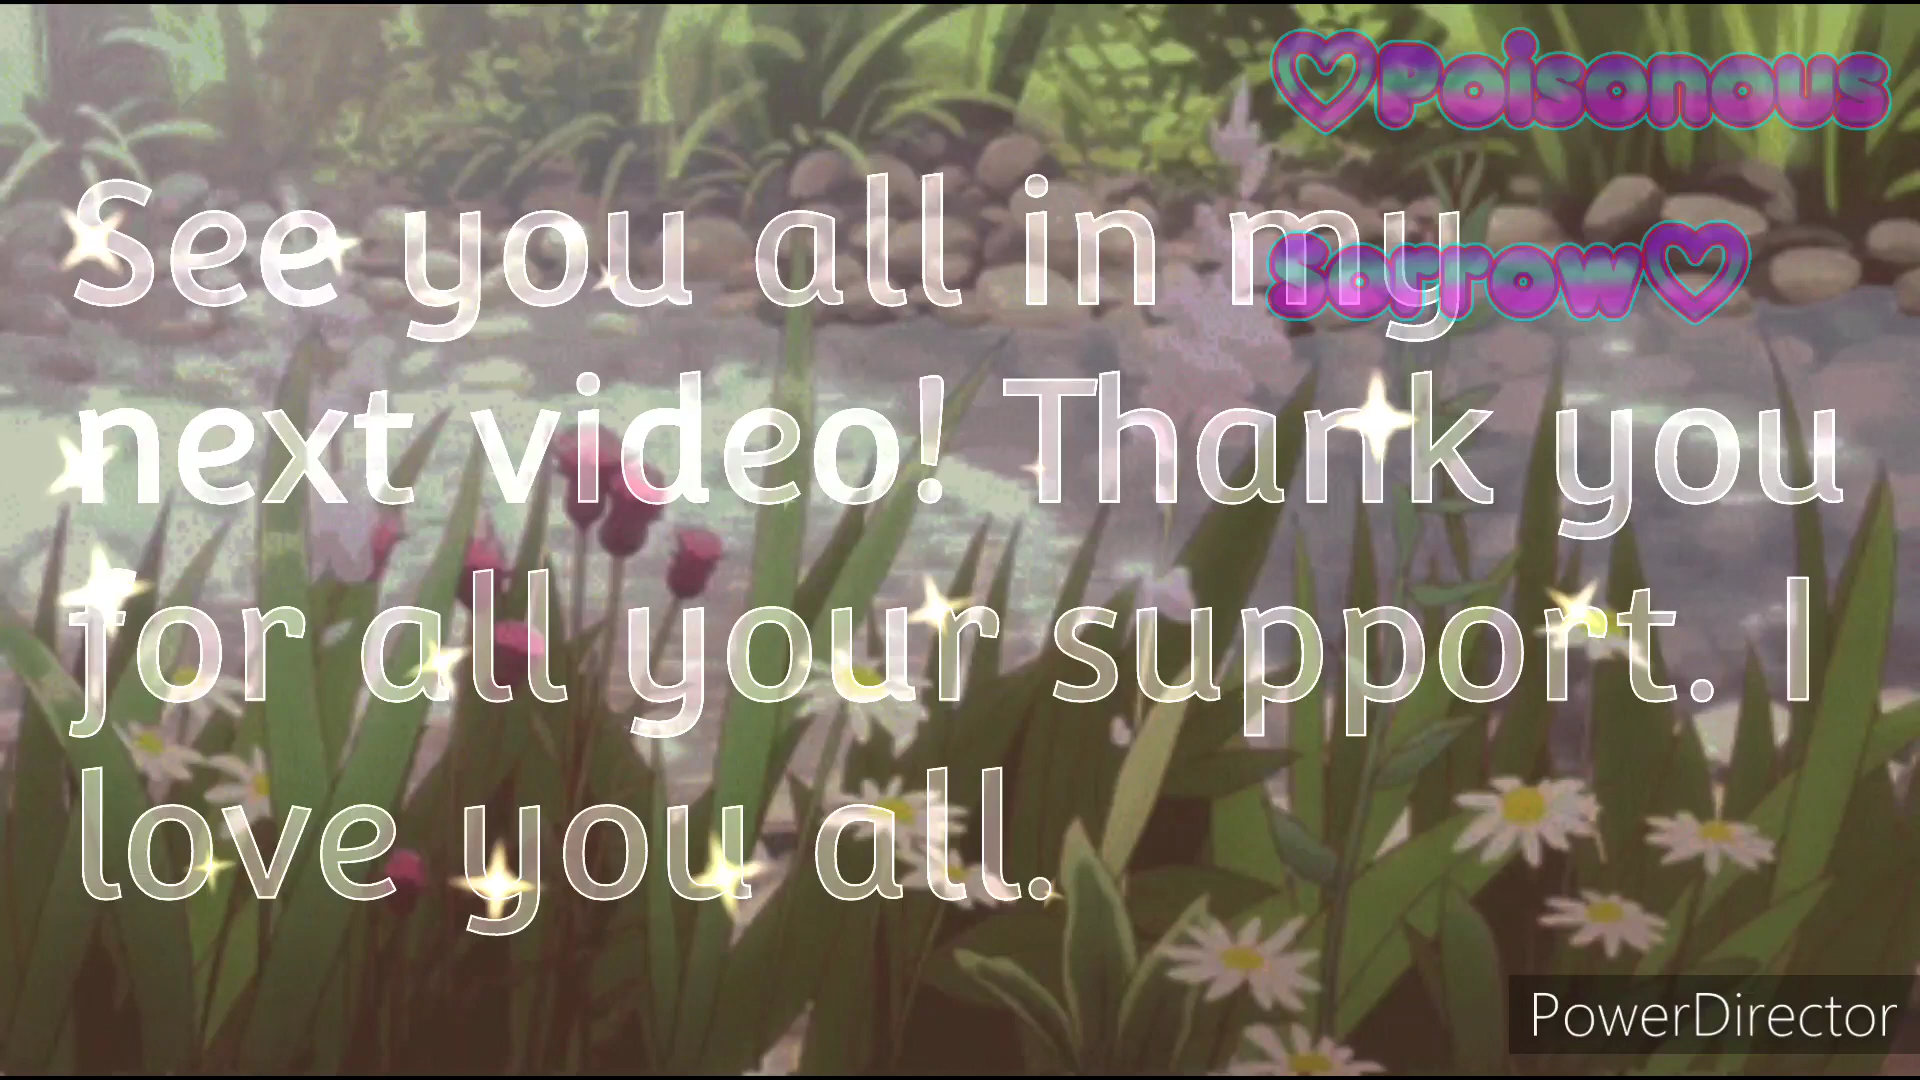 ♡Poisonous
Sorrow♡
See you all in my
next video! Thank you
for all your support. I
love you all.
PowerDirector